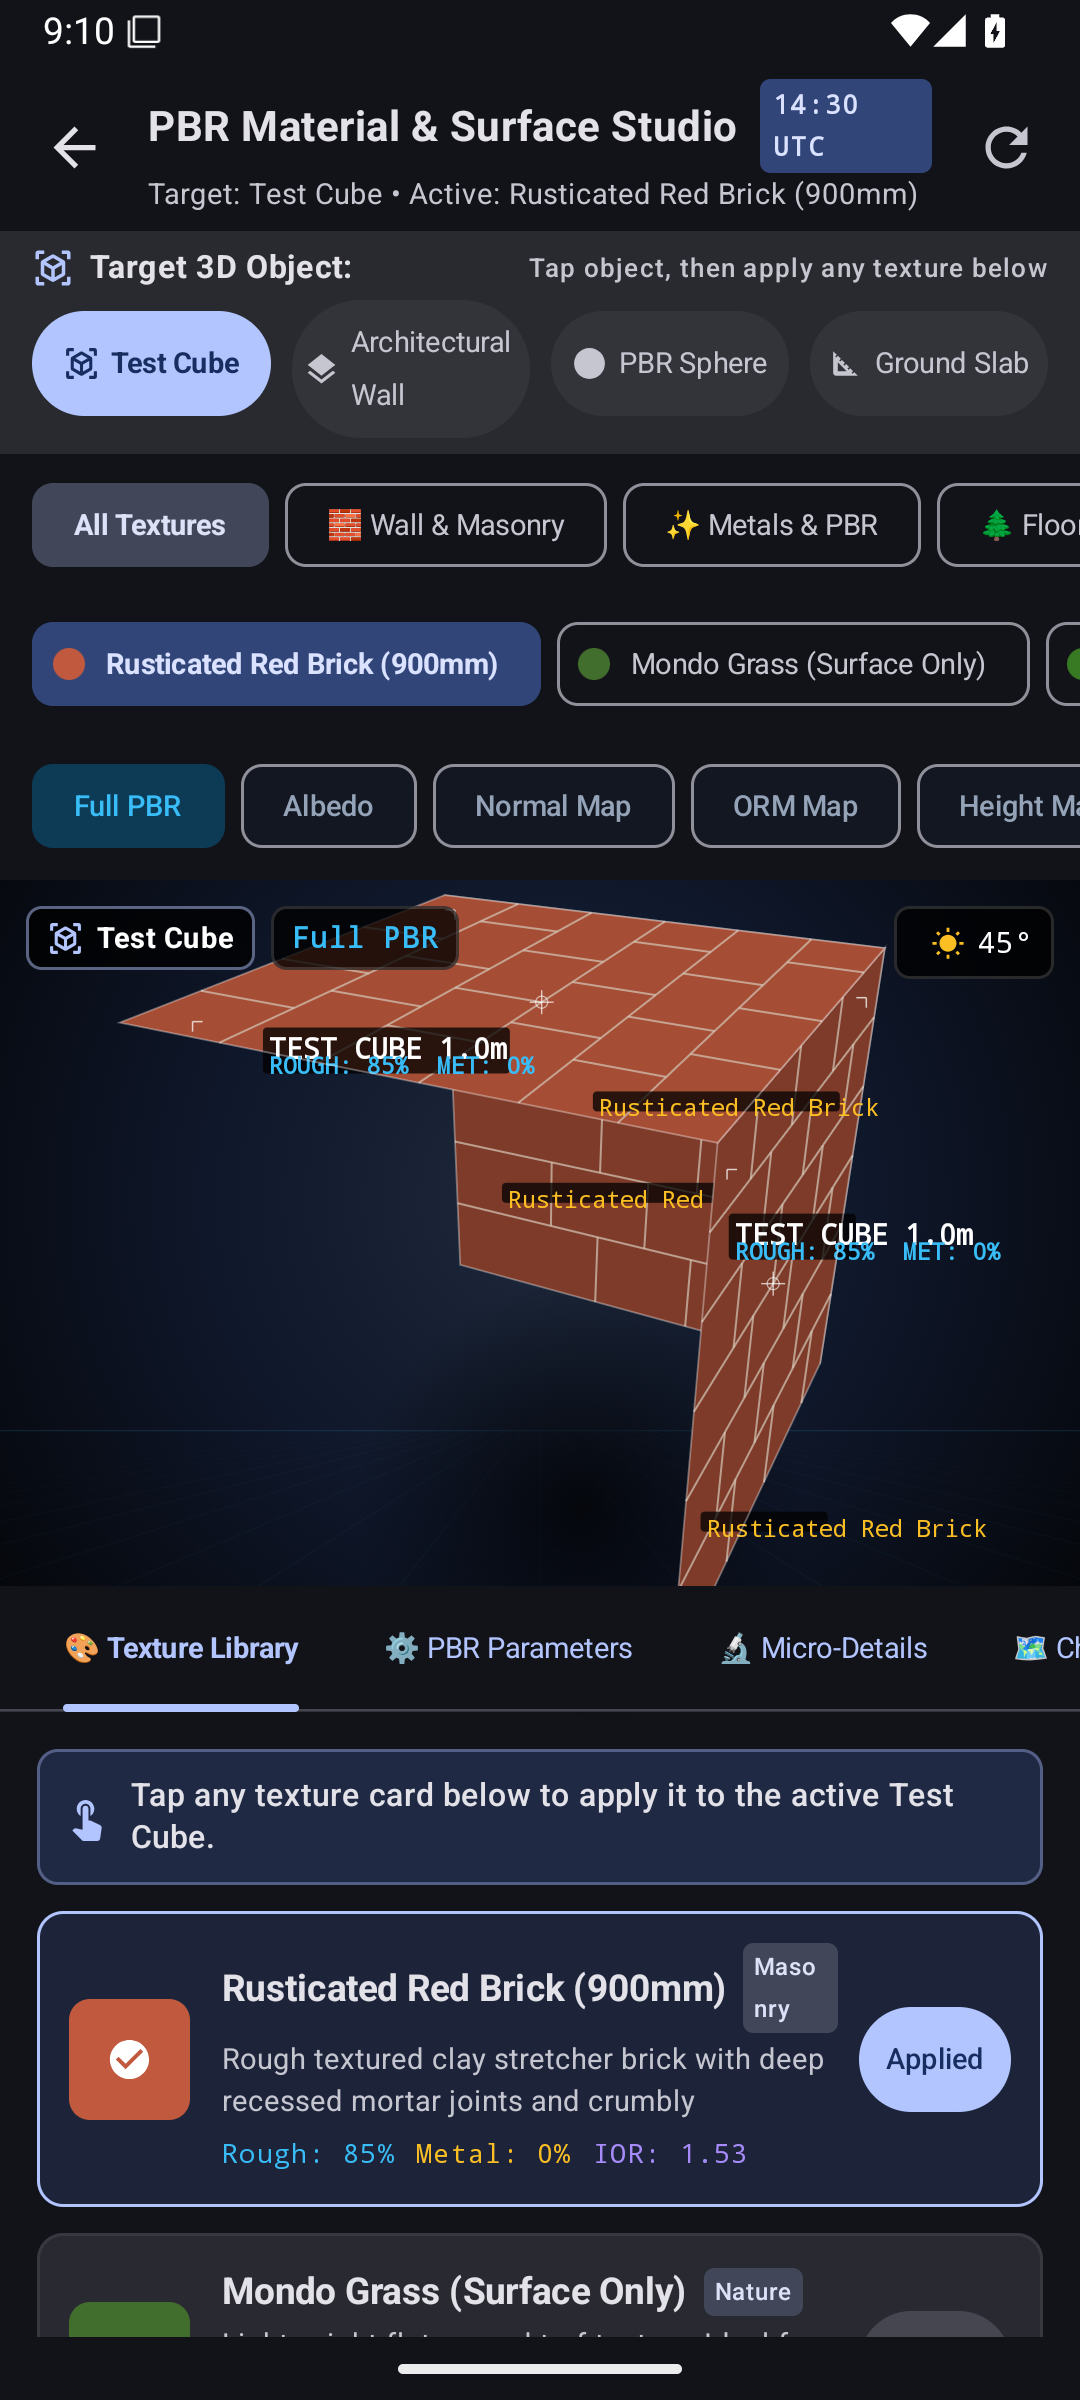 9:10
PBR Material & Surface Studio
14:30
UTC
Target: Test Cube • Active: Rusticated Red Brick (900mm)
Target 3D Object:
Tap object, then apply any texture below
Test Cube
Architectural
Wall
PBR Sphere
Ground Slab
All Textures
🧱 Wall & Masonry
✨ Metals & PBR
🌲 Floor
Rusticated Red Brick (900mm)
Mondo Grass (Surface Only)
Full PBR
Albedo
Normal Map
ORM Map
Height Ma
Test Cube
Full PBR
45°
TEST CUBE 1.0m
ROUGH: 85% MET: 0%
Rusticated Red Brick
Rusticated Red
TEST CUBE 1.0m
ROUGH: 85% MET: 0%
Rusticated Red Brick
🎨 Texture Library
⚙️ PBR Parameters
🔬 Micro-Details
🗺️ Ch
Tap any texture card below to apply it to the active Test
Cube.
Rusticated Red Brick (900mm)
Maso
nry
Rough textured clay stretcher brick with deep
recessed mortar joints and crumbly
Rough: 85% Metal: 0% IOR: 1.53
Applied
Mondo Grass (Surface Only)
Nature